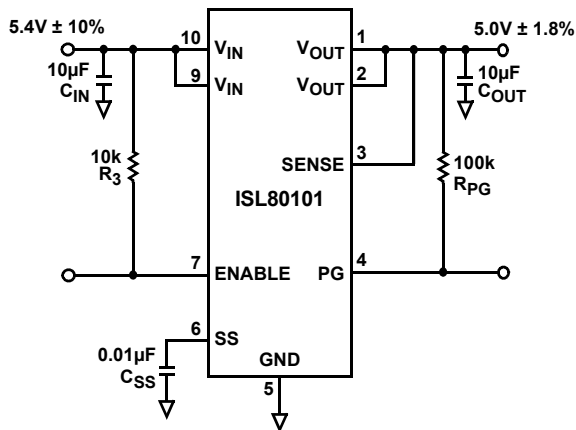 5.4V ± 10%
5.0V ± 1.8%
10
VIN
VOUT
1
10µF
CIN
9
VIN
VOUT
2
10µF
COUT
10k
R3
SENSE
3
100k
RPG
ISL80101
7
ENABLE
PG
4
6
SS
0.01µF
CSS
GND
5